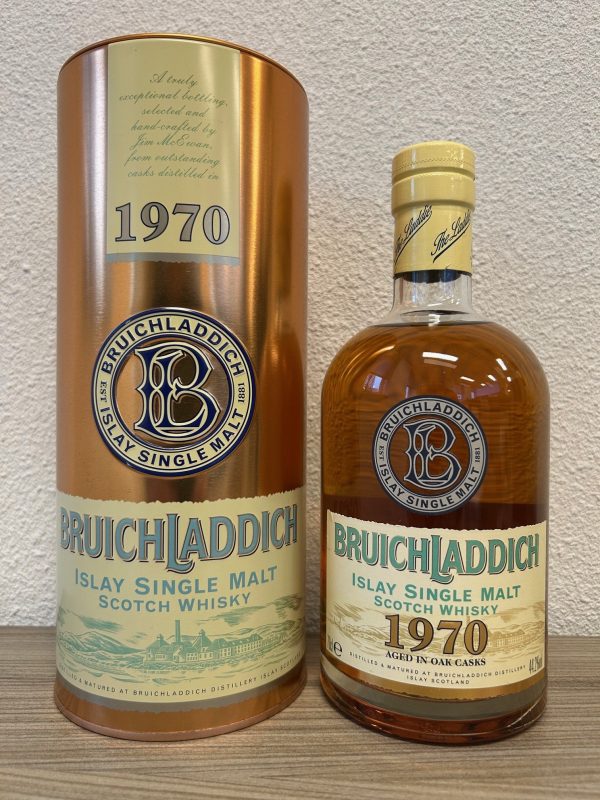 A truly
exceptional bottling,
selected and
hand-crafted by
Jim McEwan,
from outstanding
casks distilled in
1970
BRUICHLADDICH
EST 1881
B
ISLAY SINGLE MALT
BRUICHLADDICH
ISLAY SINGLE MALT
SCOTCH WHISKY
DISTILLED & MATURED AT BRUICHLADDICH DISTILLERY ISLAY SCOTLAND
The Laddie
BRUICHLADDICH
EST 1881
B
ISLAY SINGLE MALT
BRUICHLADDICH
ISLAY SINGLE MALT
SCOTCH WHISKY
1970
AGED IN OAK CASKS
DISTILLED & MATURED AT BRUICHLADDICH DISTILLERY
ISLAY SCOTLAND